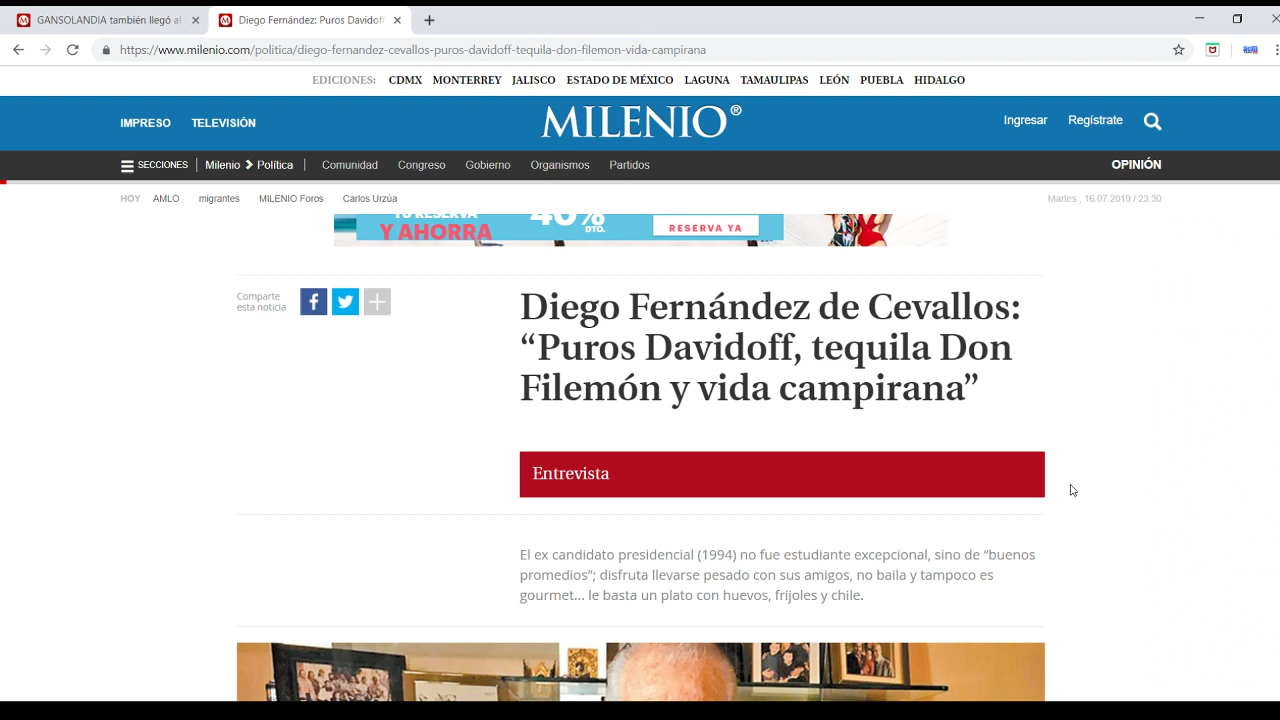 GANSOLANDIA también llegó al
Diego Fernández: Puros Davidoff
https://www.milenio.com/politica/diego-fernandez-cevallos-puros-davidoff-tequila-don-filemon-vida-campirana
EDICIONES: CDMX MONTERREY JALISCO ESTADO DE MÉXICO LAGUNA TAMAULIPAS LEÓN PUEBLA HIDALGO
IMPRESO TELEVISIÓN MILENIO® Ingresar Regístrate
SECCIONES Milenio Política Comunidad Congreso Gobierno Organismos Partidos OPINIÓN
HOY AMLO migrantes MILENIO Foros Carlos Urzúa Martes , 16.07.2019 / 23.30
TU RESERVA
Y AHORRA
40%
DTO.
RESERVA YA
Comparte
esta noticia
Diego Fernández de Cevallos:
“Puros Davidoff, tequila Don
Filemón y vida campirana”
Entrevista
El ex candidato presidencial (1994) no fue estudiante excepcional, sino de “buenos
promedios”; disfruta llevarse pesado con sus amigos, no baila y tampoco es
gourmet... le basta un plato con huevos, frijoles y chile.